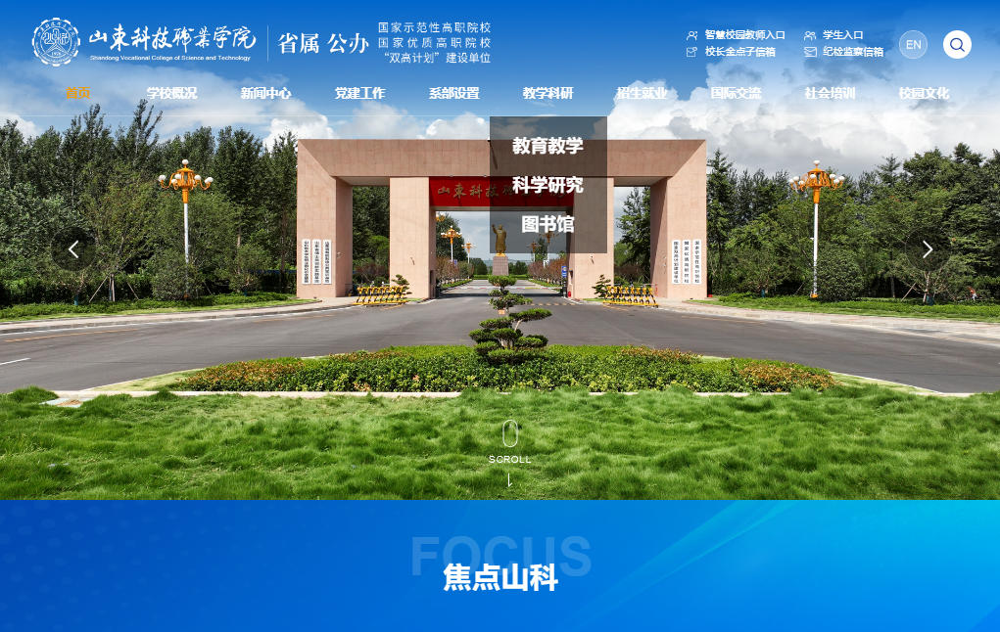 山东科技职业学院
Shandong Vocational College of Science and Technology
省属 公办
国家示范性高职院校
国家优质高职院校
“双高计划”建设单位
智慧校园教师入口
学生入口
校长金点子信箱
纪检监察信箱
EN
首页
学校概况
新闻中心
党建工作
系部设置
教学科研
招生就业
国际交流
社会培训
校园文化
教育教学
科学研究
图书馆
SCROLL
FOCUS
焦点山科